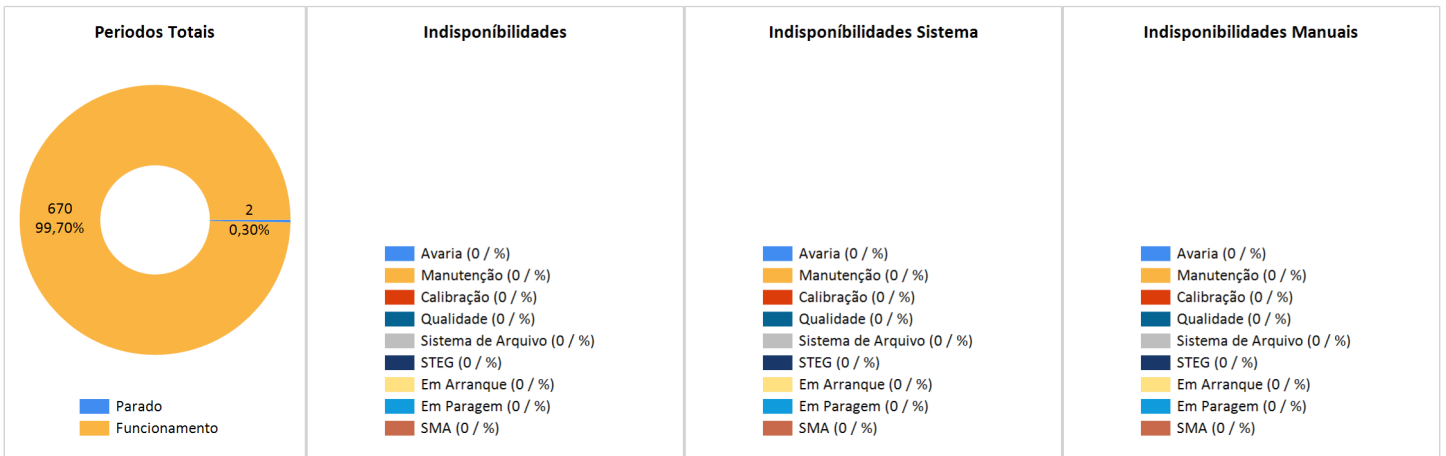 Periodos Totais
670
99,70%
2
0,30%
Parado
Funcionamento
Indisponíbilidades
Avaria (0 / %)
Manutenção (0 / %)
Calibração (0 / %)
Qualidade (0 / %)
Sistema de Arquivo (0 / %)
STEG (0 / %)
Em Arranque (0 / %)
Em Paragem (0 / %)
SMA (0 / %)
Indisponíbilidades Sistema
Avaria (0 / %)
Manutenção (0 / %)
Calibração (0 / %)
Qualidade (0 / %)
Sistema de Arquivo (0 / %)
STEG (0 / %)
Em Arranque (0 / %)
Em Paragem (0 / %)
SMA (0 / %)
Indisponibilidades Manuais
Avaria (0 / %)
Manutenção (0 / %)
Calibração (0 / %)
Qualidade (0 / %)
Sistema de Arquivo (0 / %)
STEG (0 / %)
Em Arranque (0 / %)
Em Paragem (0 / %)
SMA (0 / %)